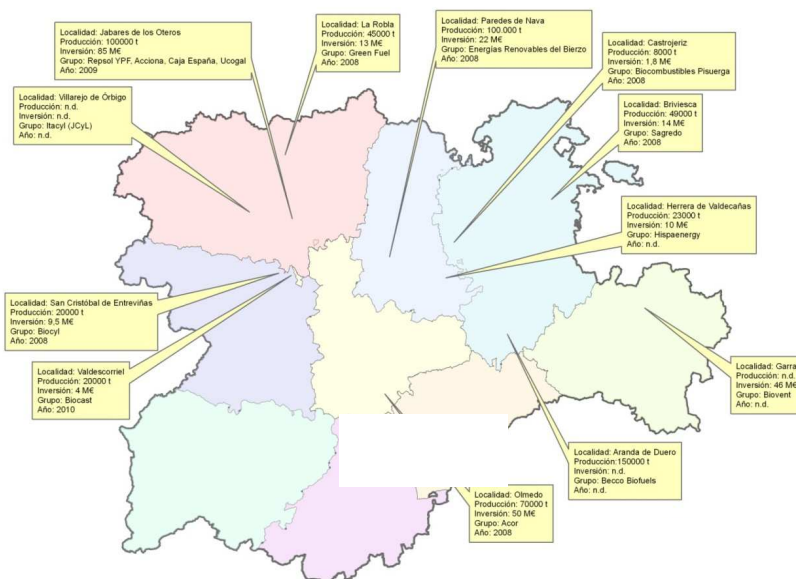 Localidad: Jabares de los Oteros
Producción: 100000 t
Inversión: 85 M€
Grupo: Repsol YPF, Acciona, Caja España, Ucogal
Año: 2009
Localidad: La Robla
Producción: 45000 t
Inversión: 13 M€
Grupo: Green Fuel
Año: 2008
Localidad: Paredes de Nava
Producción: 100.000 t
Inversión: 22 M€
Grupo: Energías Renovables del Bierzo
Año: 2008
Localidad: Castrojeriz
Producción: 8000 t
Inversión: 1,8 M€
Grupo: Biocombustibles Pisuerga
Año: 2008
Localidad: Villarejo de Órbigo
Producción: n.d.
Inversión: n.d.
Grupo: Itacyl (JCyL)
Año: n.d.
Localidad: Briviesca
Producción: 49000 t
Inversión: 14 M€
Grupo: Sagredo
Año: 2008
Localidad: Herrera de Valdecañas
Producción: 23000 t
Inversión: 10 M€
Grupo: Hispaenergy
Año: n.d.
Localidad: San Cristóbal de Entreviñas
Producción: 20000 t
Inversión: 9,5 M€
Grupo: Biocyl
Año: 2008
Localidad: Valdescorriel
Producción: 20000 t
Inversión: 4 M€
Grupo: Biocast
Año: 2010
Localidad: Garra
Producción: n.d.
Inversión: 46 M€
Grupo: Biovent
Año: n.d.
Localidad: Aranda de Duero
Producción:150000 t
Inversión: n.d.
Grupo: Becco Biofuels
Año: n.d.
Localidad: Olmedo
Producción: 70000 t
Inversión: 50 M€
Grupo: Acor
Año: 2008